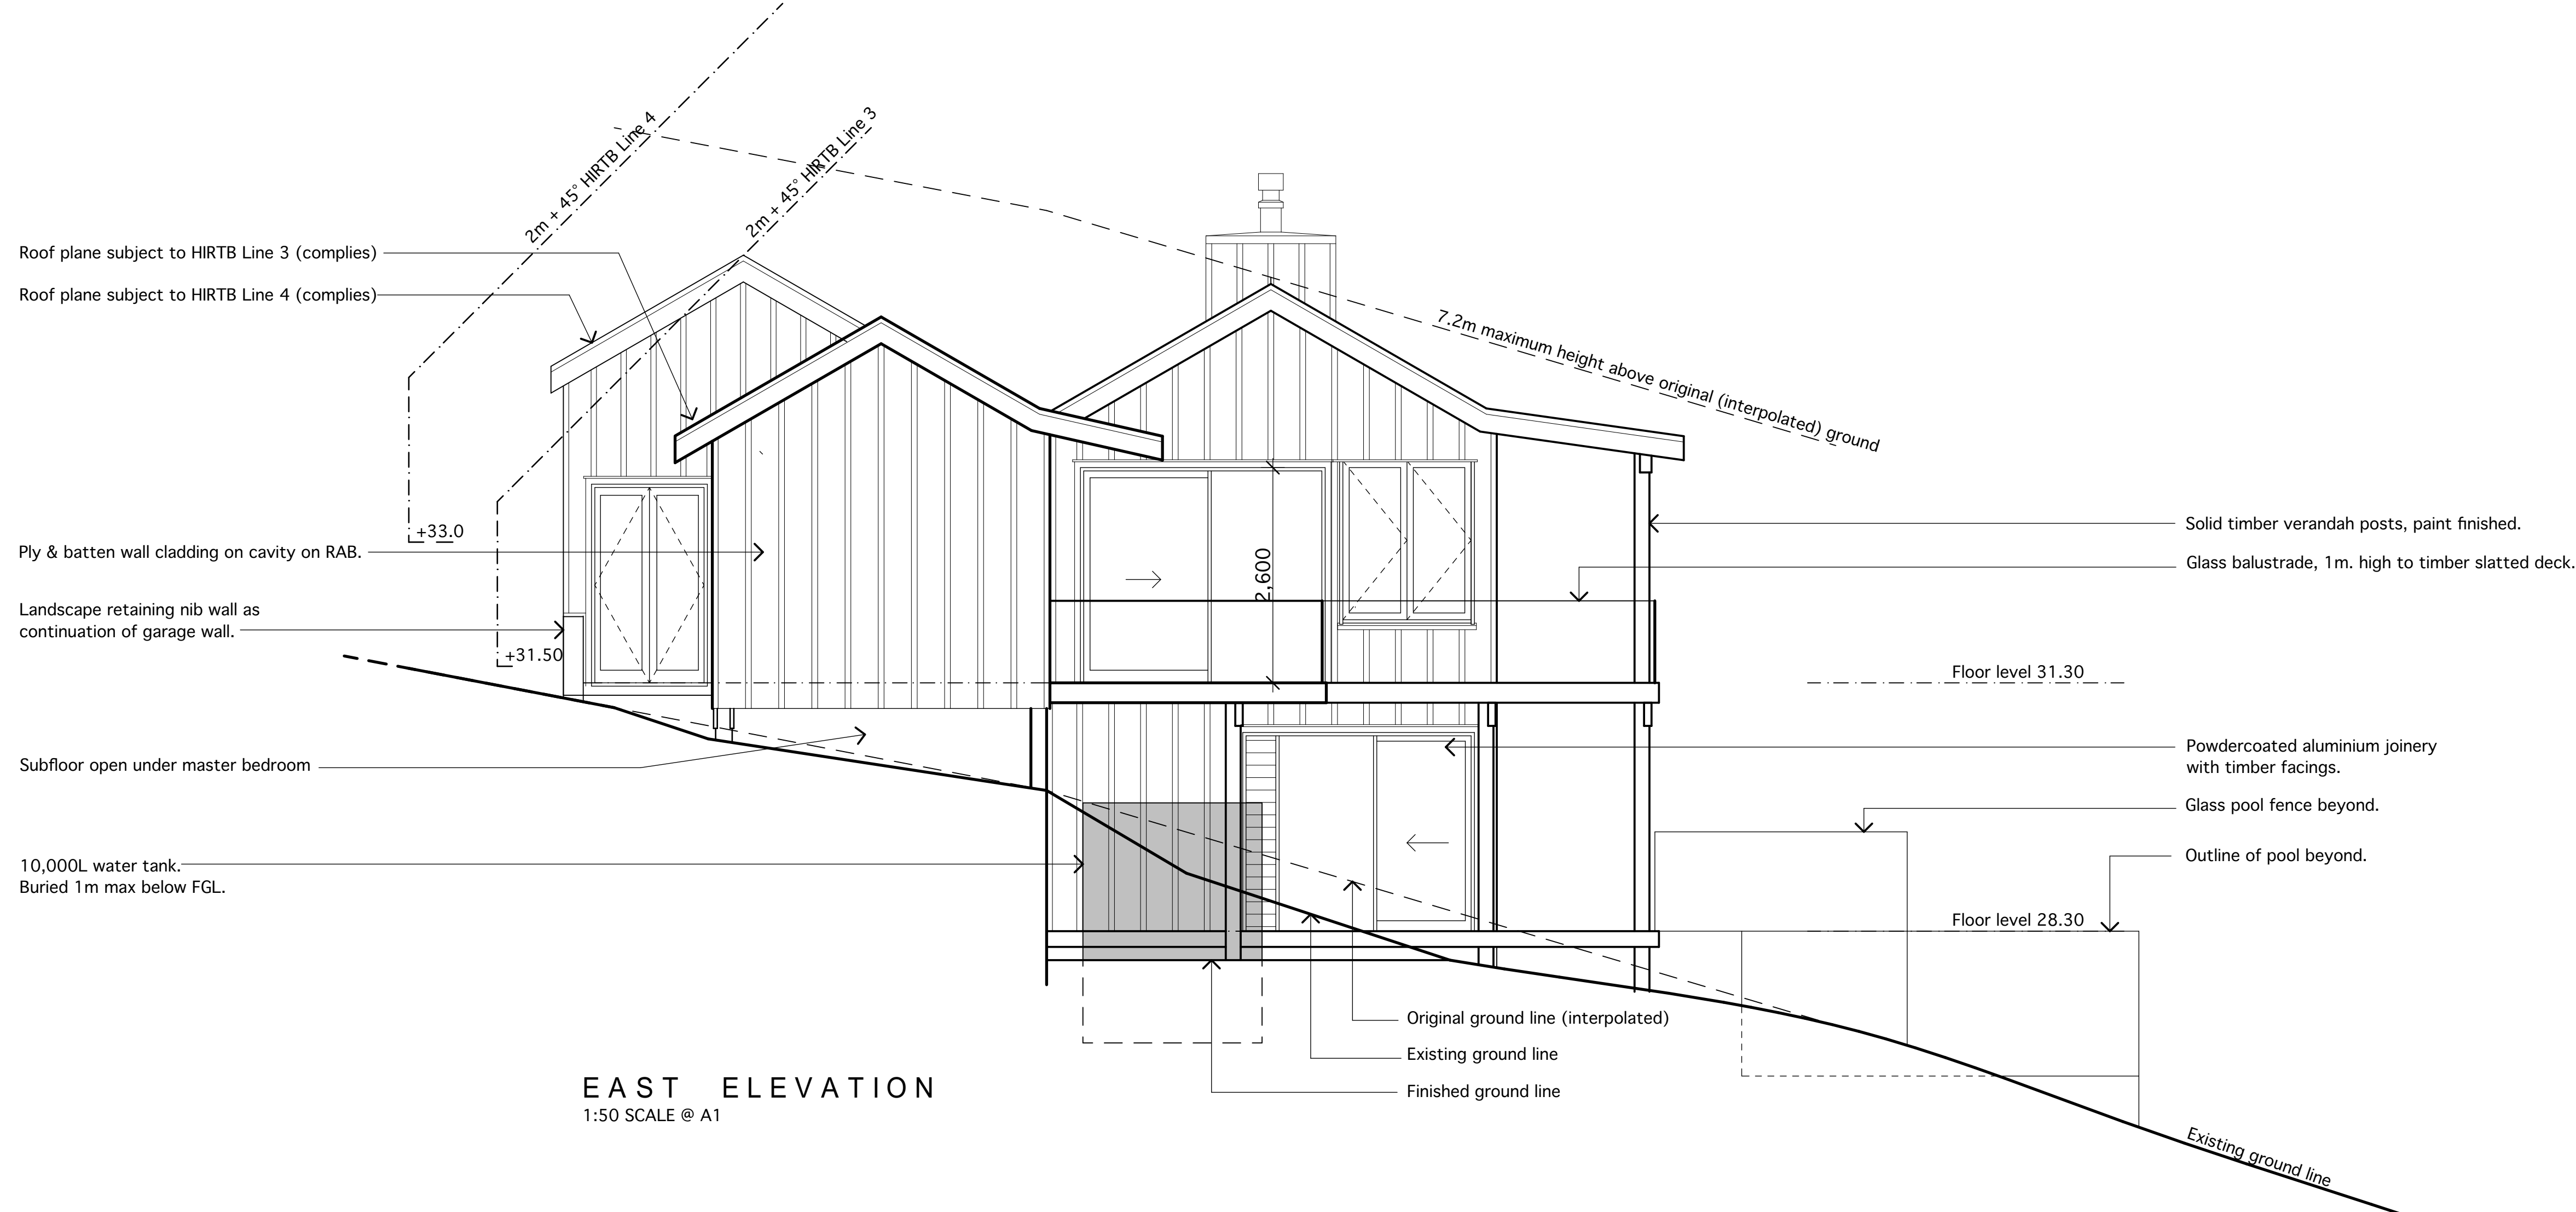 2m + 45° HIRTB Line 4
2m + 45° HIRTB Line 3
Roof plane subject to HIRTB Line 3 (complies)
Roof plane subject to HIRTB Line 4 (complies)
7.2m maximum height above original (interpolated) ground
+33.0
Ply & batten wall cladding on cavity on RAB.
2,600
Solid timber verandah posts, paint finished.
Glass balustrade, 1m. high to timber slatted deck.
Landscape retaining nib wall as
continuation of garage wall.
+31.50
Floor level 31.30
Subfloor open under master bedroom
Powdercoated aluminium joinery
with timber facings.
Glass pool fence beyond.
10,000L water tank.
Buried 1m max below FGL.
Outline of pool beyond.
Floor level 28.30
Original ground line (interpolated)
Existing ground line
Finished ground line
EAST ELEVATION
1:50 SCALE @ A1
Existing ground line